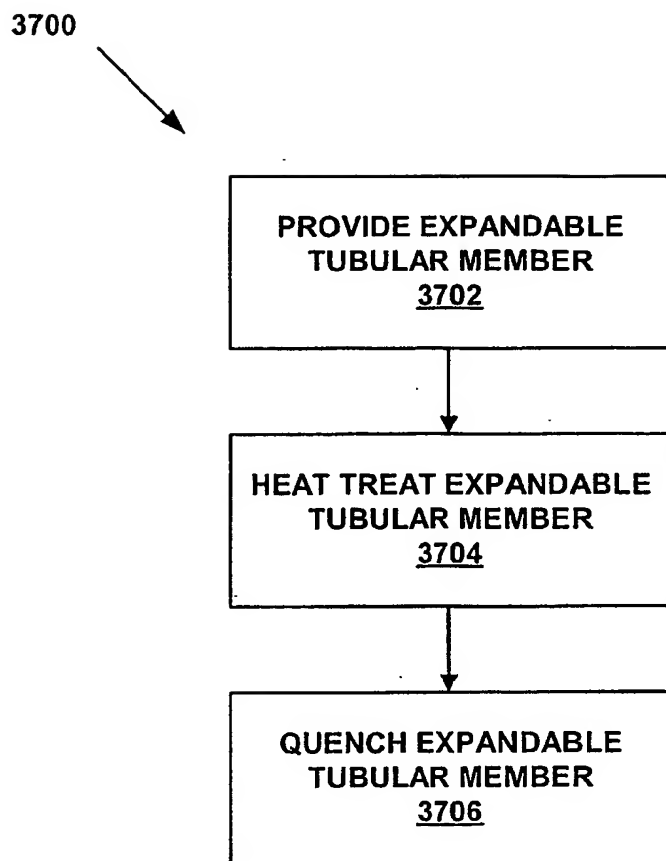 3700
PROVIDE EXPANDABLE
TUBULAR MEMBER
3702
HEAT TREAT EXPANDABLE
TUBULAR MEMBER
3704
QUENCH EXPANDABLE
TUBULAR MEMBER
3706